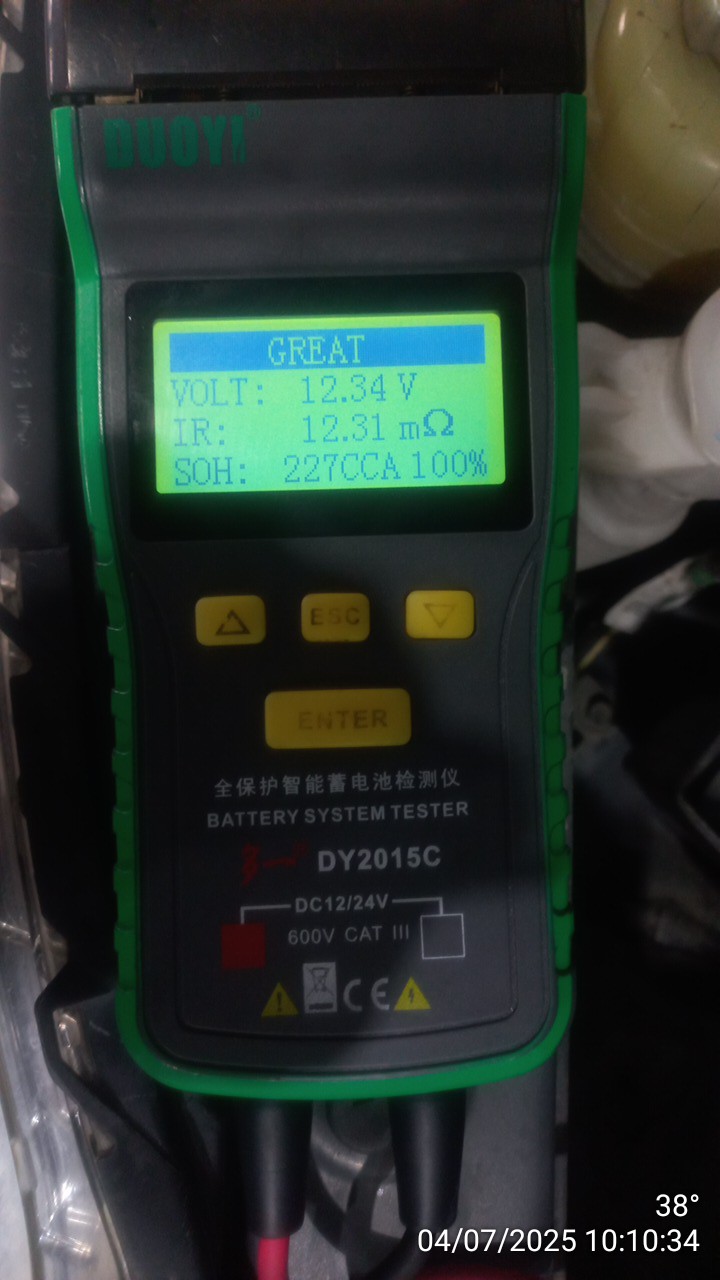 DUOYI
GREAT
VOLT: 12.34 V
IR: 12.31 mΩ
SOH: 227CCA 100%
ESC
ENTER
全保护智能蓄电池检测仪
BATTERY SYSTEM TESTER
DY2015C
DC12/24V
600V CAT III
CE
38°
04/07/2025 10:10:34